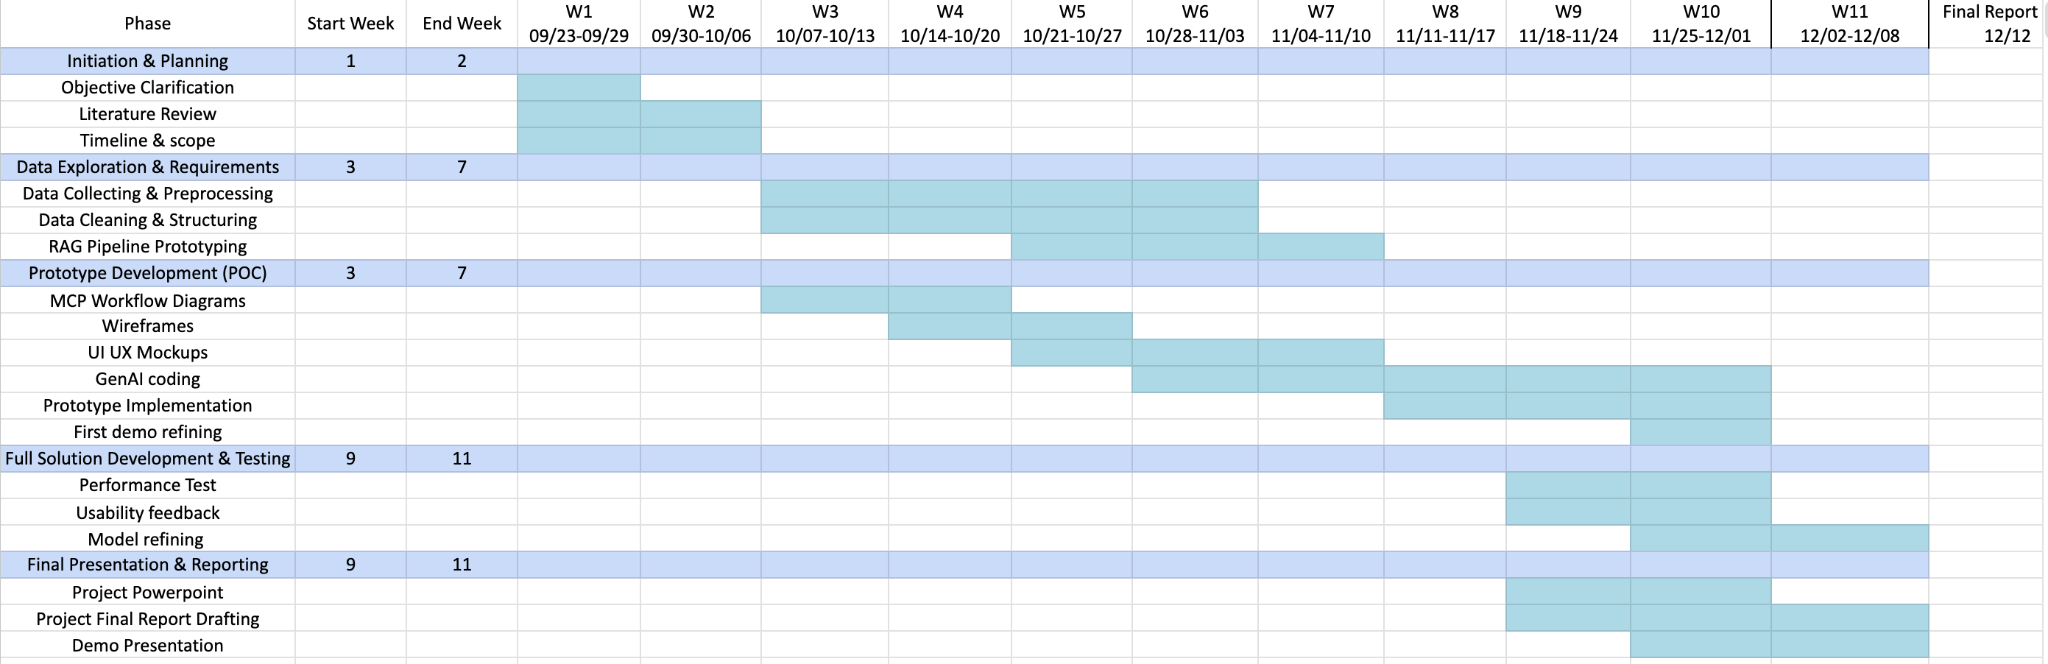 Phase Start Week End Week W1 W2 W3 W4 W5 W6 W7 W8 W9 W10 W11 Final Report
09/23-09/29 09/30-10/06 10/07-10/13 10/14-10/20 10/21-10/27 10/28-11/03 11/04-11/10 11/11-11/17 11/18-11/24 11/25-12/01 12/02-12/08 12/12
Initiation & Planning 1 2
Objective Clarification
Literature Review
Timeline & scope
Data Exploration & Requirements 3 7
Data Collecting & Preprocessing
Data Cleaning & Structuring
RAG Pipeline Prototyping
Prototype Development (POC) 3 7
MCP Workflow Diagrams
Wireframes
UI UX Mockups
GenAI coding
Prototype Implementation
First demo refining
Full Solution Development & Testing 9 11
Performance Test
Usability feedback
Model refining
Final Presentation & Reporting 9 11
Project Powerpoint
Project Final Report Drafting
Demo Presentation